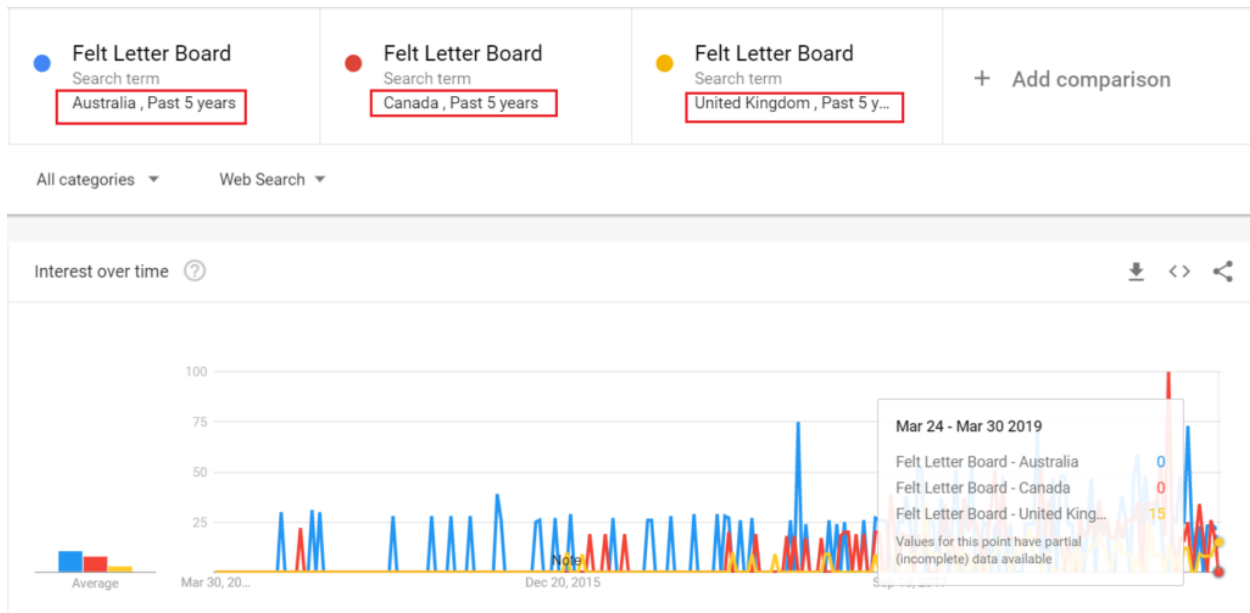 Felt Letter Board
Search term
Australia , Past 5 years
Felt Letter Board
Search term
Canada , Past 5 years
Felt Letter Board
Search term
United Kingdom , Past 5 y...
+ Add comparison
All categories
Web Search
Interest over time
100
75
50
25
Average
Note
Mar 30, 20...
Dec 20, 2015
Mar 24 - Mar 30 2019
Felt Letter Board - Australia 0
Felt Letter Board - Canada 0
Felt Letter Board - United King... 15
Values for this point have partial
(incomplete) data available